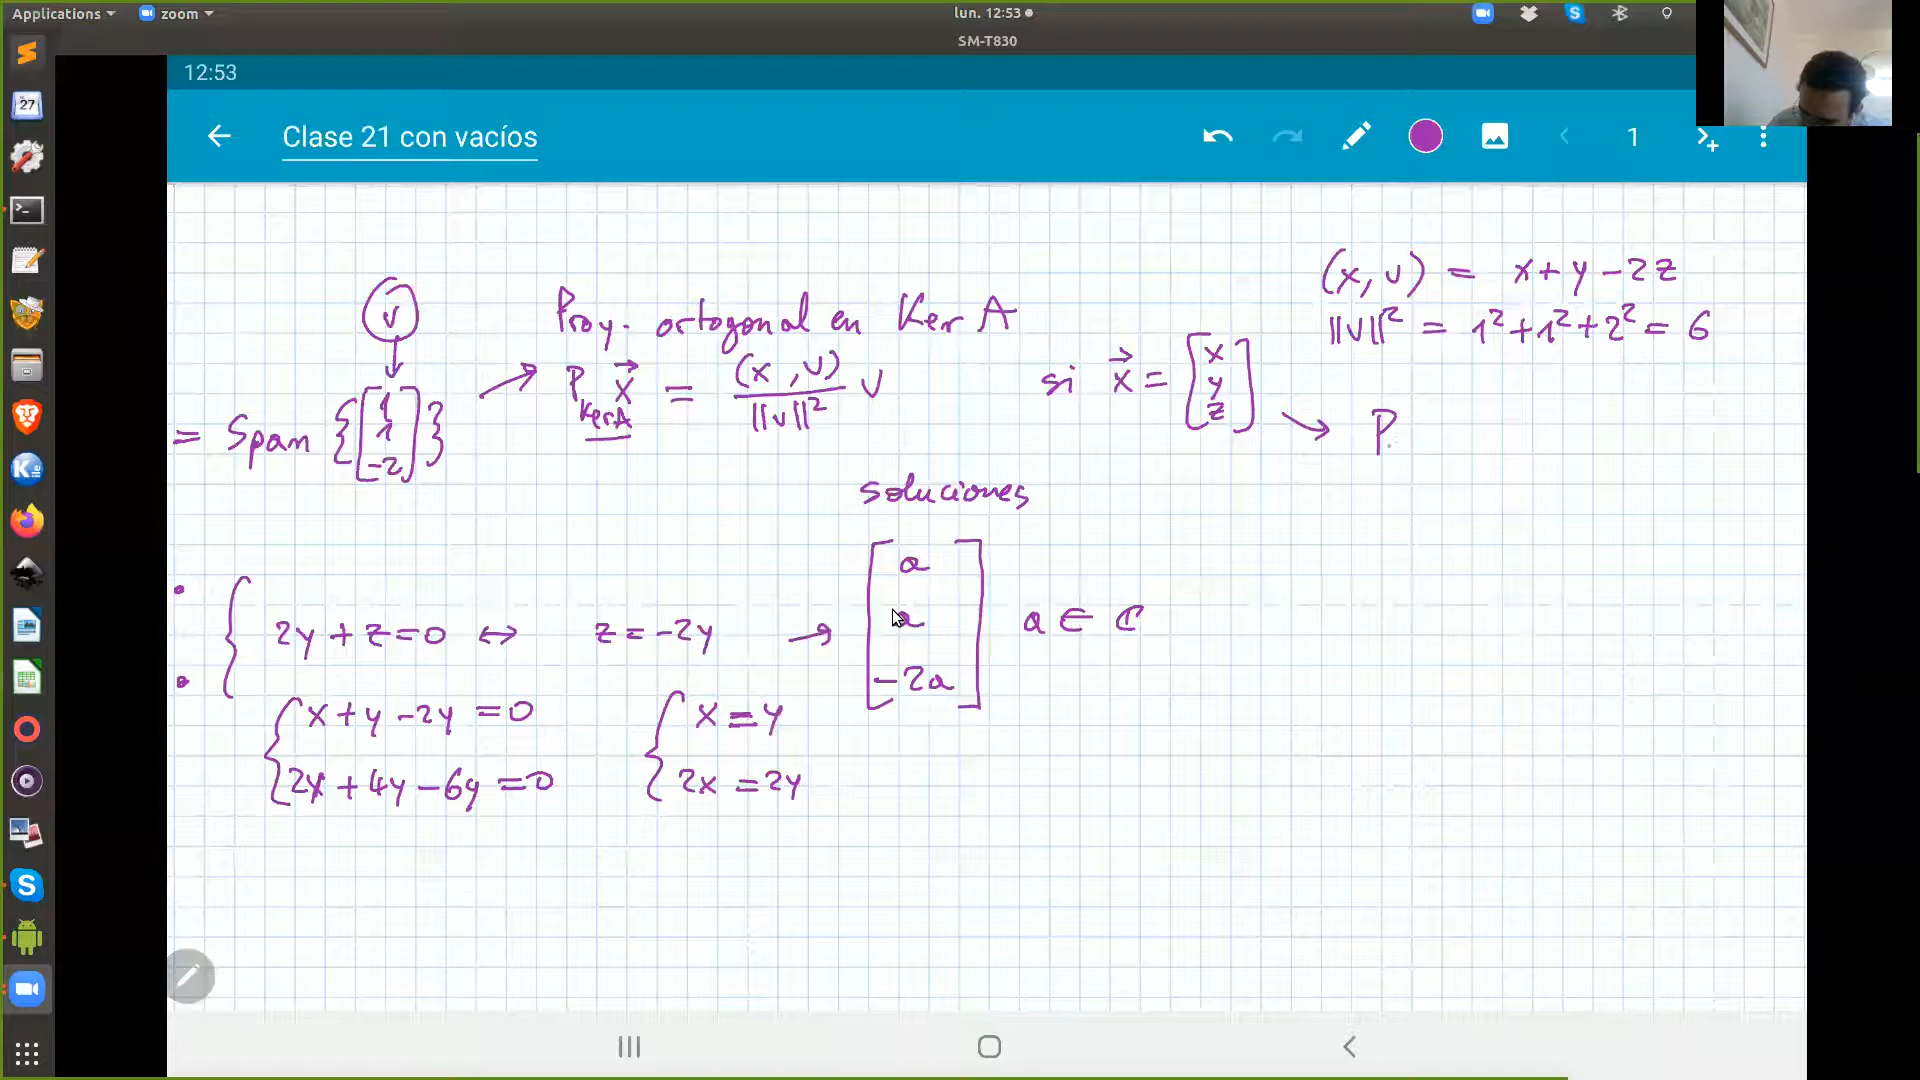 Applications zoom lun. 12:53
SM-T830
12:53
Clase 21 con vacíos 1
(x, v) = x + y - 2z
||v||² = 1² + 1² + 2² = 6
v
Proy. ortogonal en Ker A
P_KerA x⃗ = (x, v) / ||v||² v si x⃗ = [x y z] → P.
= Span {[1 1 -2]}
soluciones
2y + z = 0 ↔ z = -2y → [a a -2a] a ∈ ℂ
x + y - 2y = 0 x = y
2x + 4y - 6y = 0 2x = 2y
27